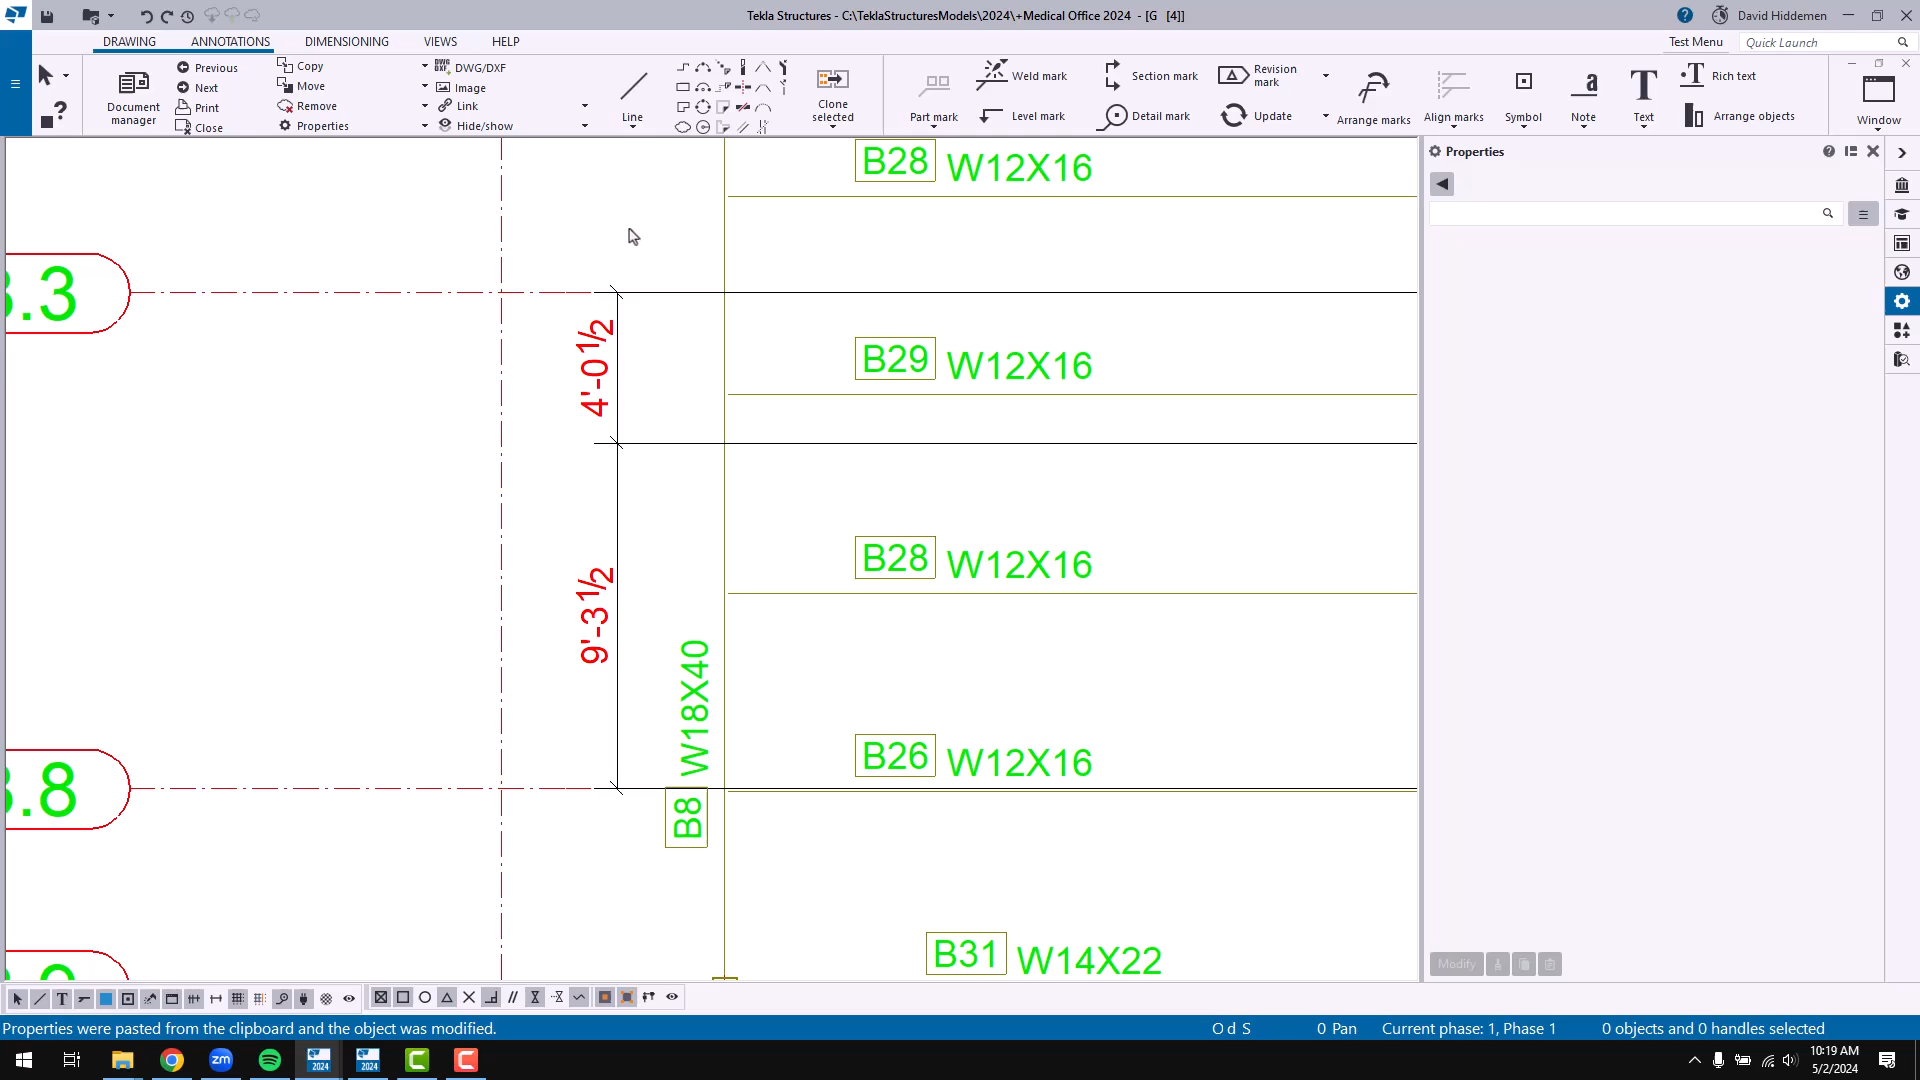 Tekla Structures - C:\TeklaStructuresModels\2024\+Medical Office 2024 - [G [4]]
David Hiddemen
DRAWING
ANNOTATIONS
DIMENSIONING
VIEWS
HELP
Test Menu
Quick Launch
Document manager
Previous
Next
Print
Close
Copy
Move
Remove
Properties
DWG/DXF
Image
Link
Hide/show
Line
Clone selected
Part mark
Weld mark
Level mark
Section mark
Detail mark
Revision mark
Update
Arrange marks
Align marks
Symbol
Note
Text
Rich text
Arrange objects
Window
Properties
B28 W12X16
.3
4'-0 1/2
B29 W12X16
9'-3 1/2
B28 W12X16
W18X40
B8
B26 W12X16
.8
B31 W14X22
Modify
Properties were pasted from the clipboard and the object was modified.
O d S
0 Pan
Current phase: 1, Phase 1
0 objects and 0 handles selected
zm
2024
2024
10:19 AM
5/2/2024